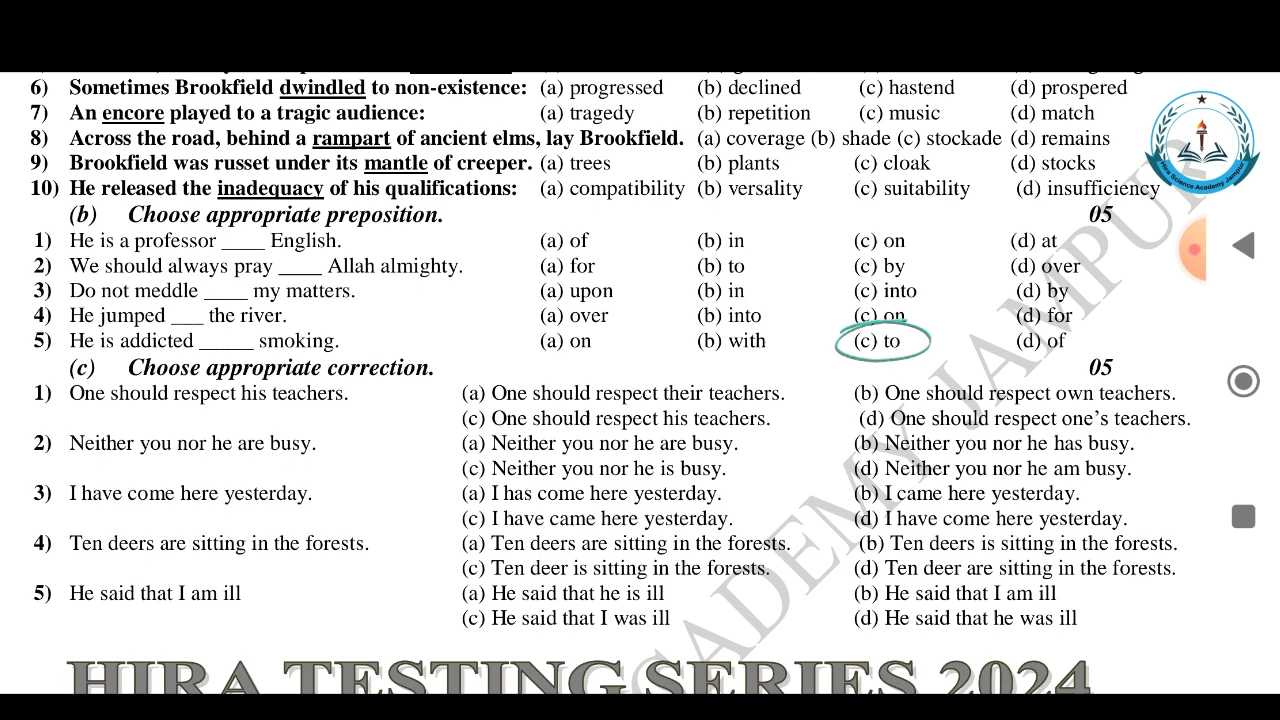 6) Sometimes Brookfield dwindled to non-existence: (a) progressed (b) declined (c) hastend (d) prospered
7) An encore played to a tragic audience: (a) tragedy (b) repetition (c) music (d) match
8) Across the road, behind a rampart of ancient elms, lay Brookfield. (a) coverage (b) shade (c) stockade (d) remains
9) Brookfield was russet under its mantle of creeper. (a) trees (b) plants (c) cloak (d) stocks
10) He released the inadequacy of his qualifications: (a) compatibility (b) versality (c) suitability (d) insufficiency
(b) Choose appropriate preposition. 05
1) He is a professor ____ English. (a) of (b) in (c) on (d) at
2) We should always pray ____ Allah almighty. (a) for (b) to (c) by (d) over
3) Do not meddle ____ my matters. (a) upon (b) in (c) into (d) by
4) He jumped ___ the river. (a) over (b) into (c) on (d) for
5) He is addicted _____ smoking. (a) on (b) with (c) to (d) of
(c) Choose appropriate correction. 05
1) One should respect his teachers. (a) One should respect their teachers. (b) One should respect own teachers.
(c) One should respect his teachers. (d) One should respect one's teachers.
2) Neither you nor he are busy. (a) Neither you nor he are busy. (b) Neither you nor he has busy.
(c) Neither you nor he is busy. (d) Neither you nor he am busy.
3) I have come here yesterday. (a) I has come here yesterday. (b) I came here yesterday.
(c) I have came here yesterday. (d) I have come here yesterday.
4) Ten deers are sitting in the forests. (a) Ten deers are sitting in the forests. (b) Ten deers is sitting in the forests.
(c) Ten deer is sitting in the forests. (d) Ten deer are sitting in the forests.
5) He said that I am ill (a) He said that he is ill (b) He said that I am ill
(c) He said that I was ill (d) He said that he was ill
HIRA TESTING SERIES 2024
Hira Science Academy Jampur
CADEMY JAMPUR